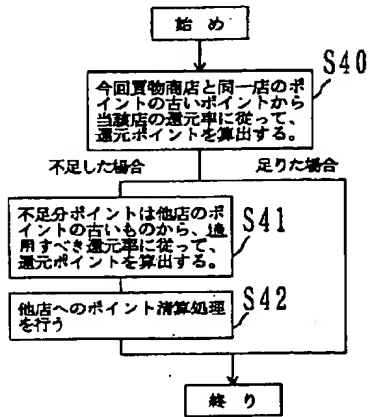 始め
S40
今回買物商店と同一店のポ
イントの古いポイントから
当該店の還元率に従って、
還元ポイントを算出する。
不足した場合
足りた場合
不足分ポイントは他店のポ
イントの古いものから、適
用すべき還元率に従って、
還元ポイントを算出する。
S41
他店へのポイント清算処理
を行う
S42
終り